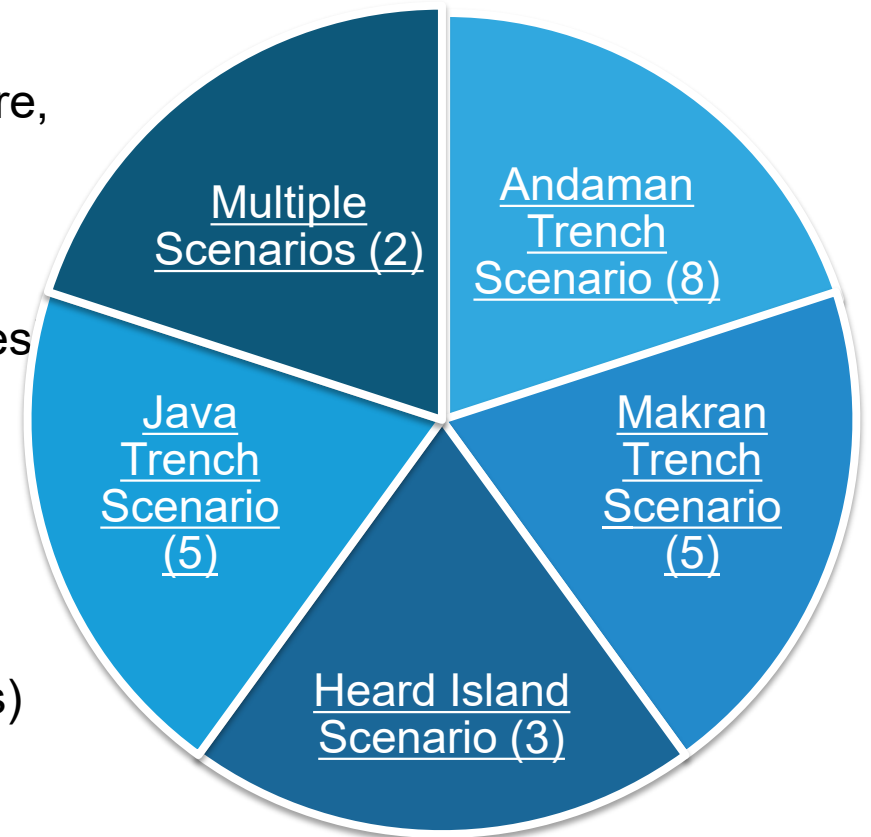 re,
es
s)
Multiple
Scenarios (2)
Andaman
Trench
Scenario (8)
Java
Trench
Scenario
(5)
Makran
Trench
Scenario
(5)
Heard Island
Scenario (3)